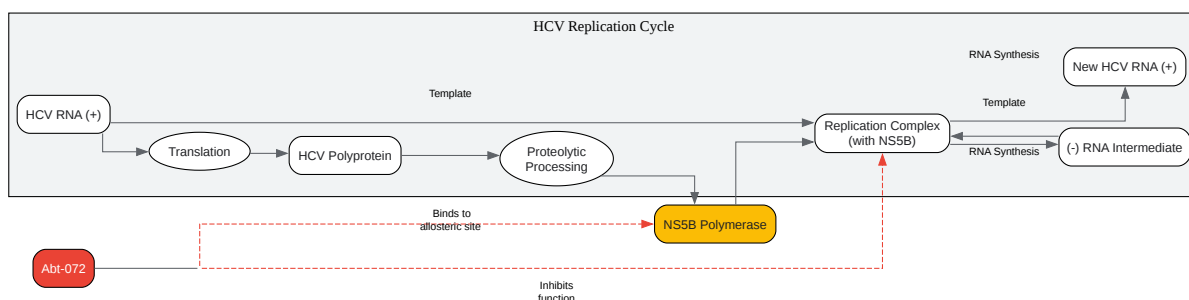 HCV Replication Cycle
RNA Synthesis
New HCV RNA (+)
Template
Template
HCV RNA (+)
Replication Complex
(with NS5B)
Translation
HCV Polyprotein
Proteolytic
Processing
RNA Synthesis
(-) RNA Intermediate
Binds to
allosteric site
NS5B Polymerase
Abt-072
Inhibits
function